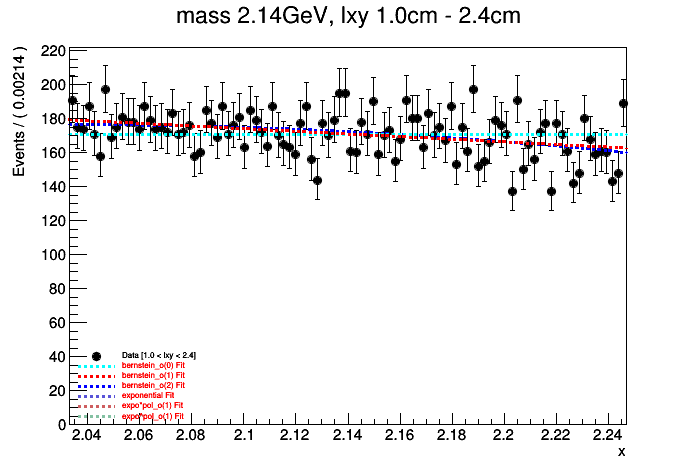 mass 2.14GeV, lxy 1.0cm - 2.4cm
Events / ( 0.00214 )
220
200
180
160
140
120
100
80
60
40
20
0
Data [1.0 < lxy < 2.4]
bernstein_o(0) Fit
bernstein_o(1) Fit
bernstein_o(2) Fit
exponential Fit
expo*pol_o(1) Fit
expo*pol_o(1) Fit
2.04 2.06 2.08 2.1 2.12 2.14 2.16 2.18 2.2 2.22 2.24
x